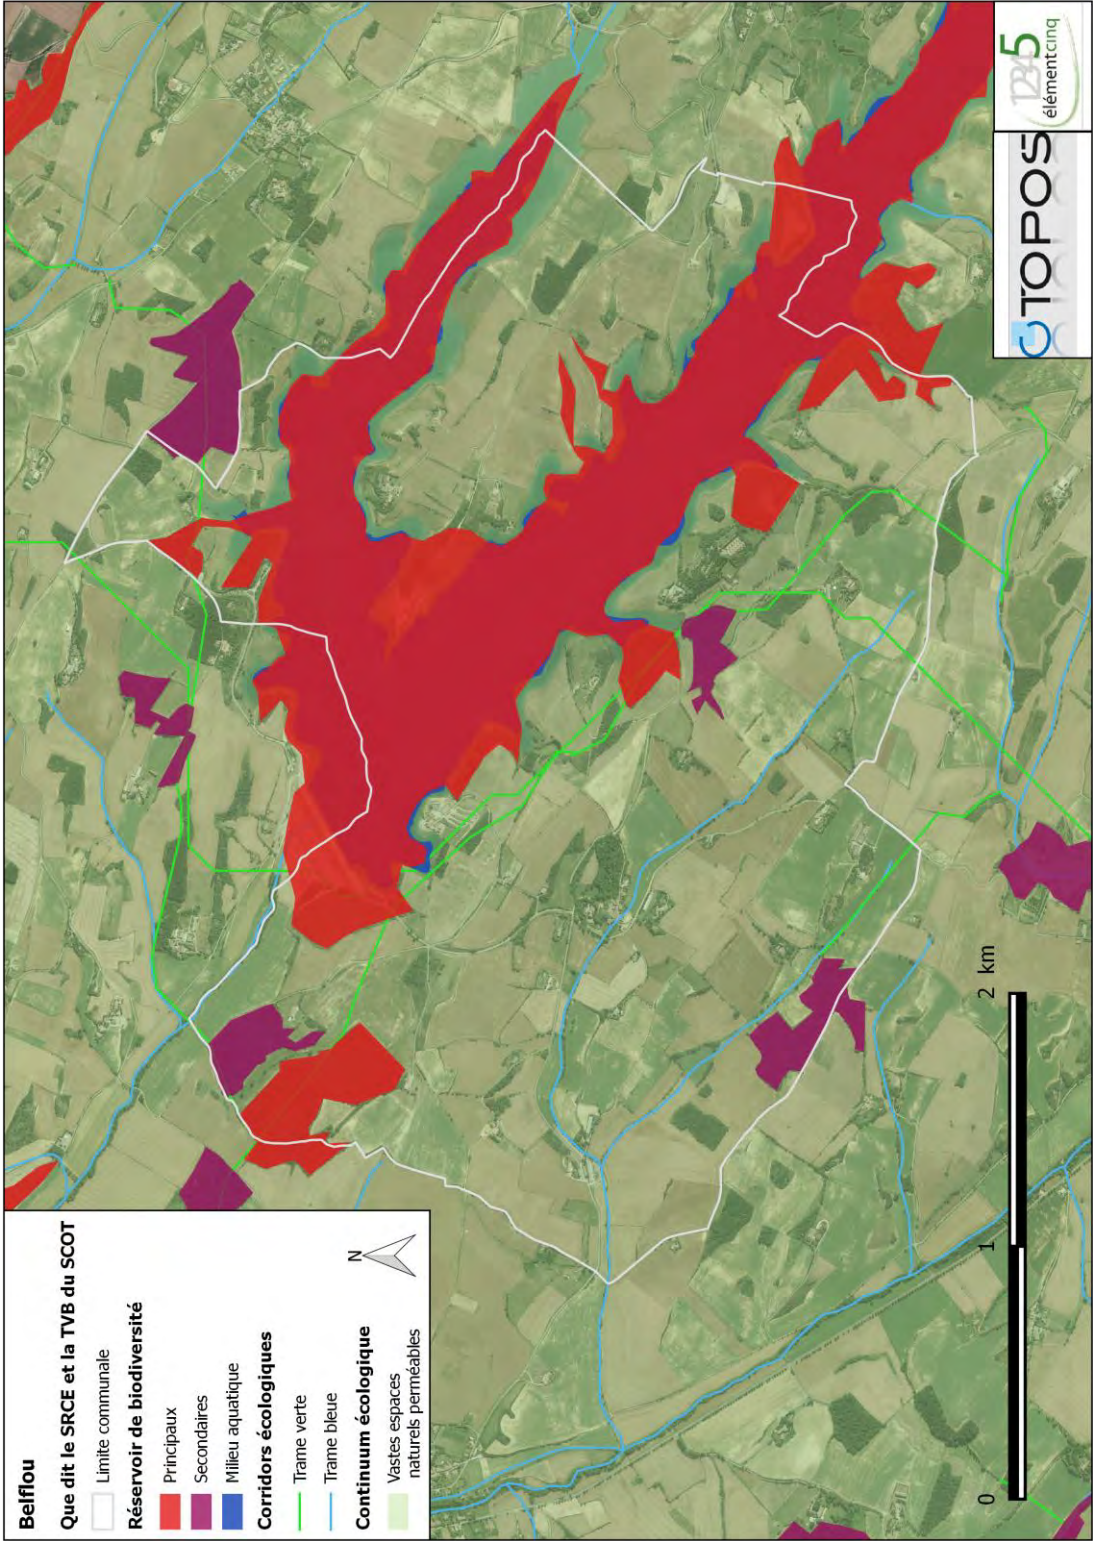 Belflou
Que dit le SRCE et la TVB du SCOT
Limite communale
Réservoir de biodiversité
Principaux
Secondaires
Milieu aquatique
Corridors écologiques
Trame verte
Trame bleue
Continuum écologique
Vastes espaces
naturels perméables
N
0 1 2 km
TOPOS
12345
élémentcinq